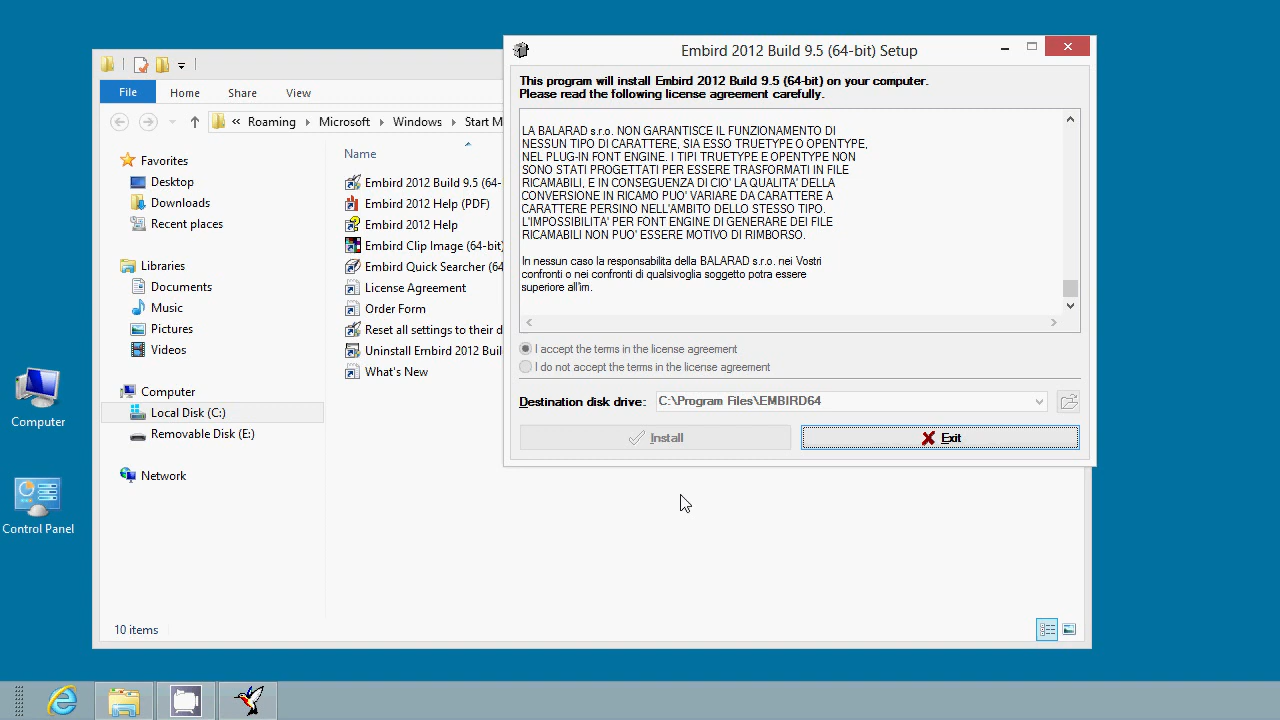 Embird 2012 Build 9.5 (64-bit) Setup
This program will install Embird 2012 Build 9.5 (64-bit) on your computer.
Please read the following license agreement carefully.
LA BALARAD s.r.o. NON GARANTISCE IL FUNZIONAMENTO DI
NESSUN TIPO DI CARATTERE, SIA ESSO TRUETYPE O OPENTYPE,
NEL PLUG-IN FONT ENGINE. I TIPI TRUETYPE E OPENTYPE NON
SONO STATI PROGETTATI PER ESSERE TRASFORMATI IN FILE
RICAMABILI, E IN CONSEGUENZA DI CIO' LA QUALITA' DELLA
CONVERSIONE IN RICAMO PUO' VARIARE DA CARATTERE A
CARATTERE PERSINO NELL'AMBITO DELLO STESSO TIPO.
L'IMPOSSIBILITA' PER FONT ENGINE DI GENERARE DEI FILE
RICAMABILI NON PUO' ESSERE MOTIVO DI RIMBORSO.
In nessun caso la responsabilita della BALARAD s.r.o. nei Vostri
confronti o nei confronti di qualsivoglia soggetto potra essere
superiore all'im.
I accept the terms in the license agreement
I do not accept the terms in the license agreement
Destination disk drive: C:\Program Files\EMBIRD64
Install Exit
File Home Share View
« Roaming Microsoft Windows Start M
Favorites
Desktop
Downloads
Recent places
Libraries
Documents
Music
Pictures
Videos
Computer
Local Disk (C:)
Removable Disk (E:)
Network
Name
Embird 2012 Build 9.5 (64-
Embird 2012 Help (PDF)
Embird 2012 Help
Embird Clip Image (64-bit)
Embird Quick Searcher (64
License Agreement
Order Form
Reset all settings to their d
Uninstall Embird 2012 Buil
What's New
10 items
Computer
Control Panel